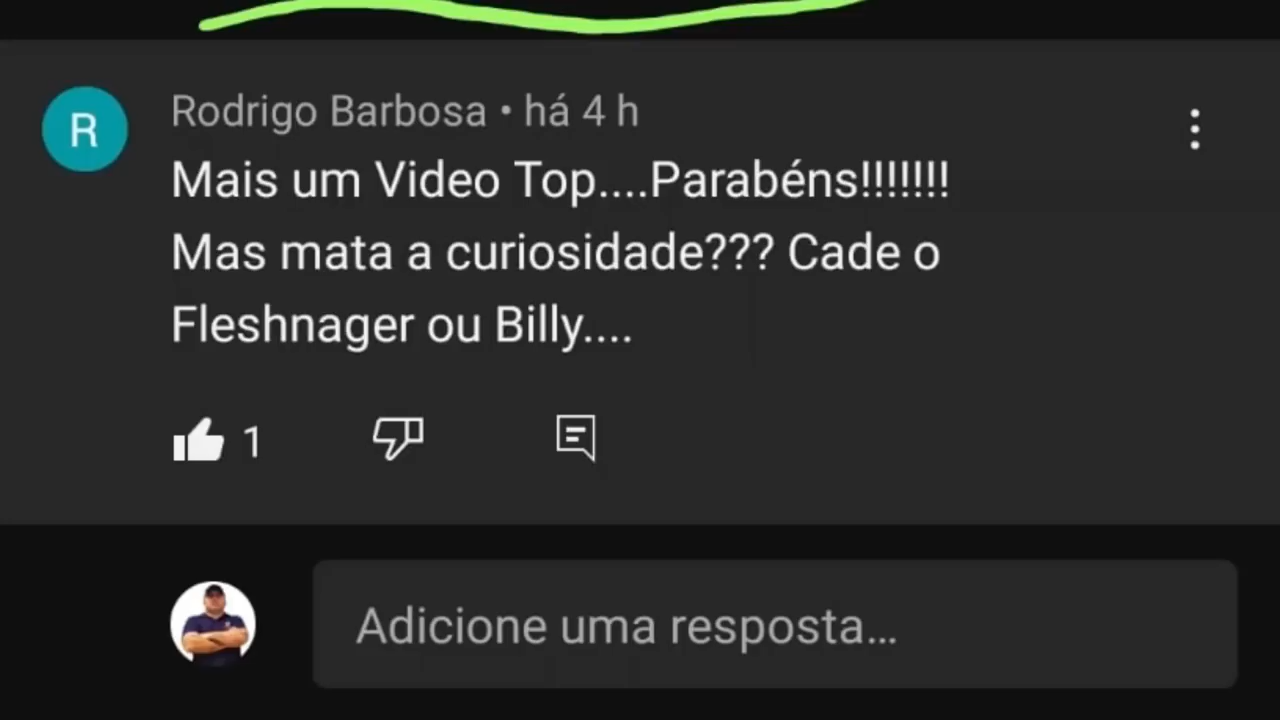 R
Rodrigo Barbosa • há 4 h
Mais um Video Top....Parabéns!!!!!!!
Mas mata a curiosidade??? Cade o
Fleshnager ou Billy....
1
Adicione uma resposta...